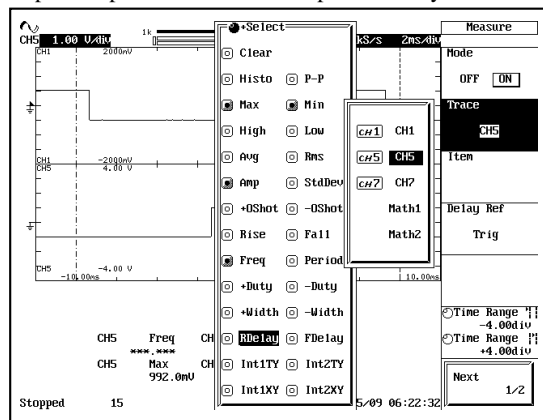 CH5 1.00 V/div 1k kS/s 2ms/div
CH1 2000mV
CH1 -2000mV
CH5 4.00 V
CH5 -4.00 V
-10.00ms 10.00ms
CH5 Freq CH
***.***
CH5 Max CH
992.0mV
Stopped 15 5/09 06:22:32
+Select
Clear
Histo P-P
Max Min
High Low
Avg Rms
Amp StdDev
+OShot -OShot
Rise Fall
Freq Period
+Duty -Duty
+Width -Width
RDelay FDelay
Int1TY Int2TY
Int1XY Int2XY
CH1 CH1
CH5 CH5
CH7 CH7
Math1
Math2
Measure
Mode
OFF ON
Trace
CH5
Item
Delay Ref
Trig
Time Range
-4.00div
Time Range
+4.00div
Next
1/2